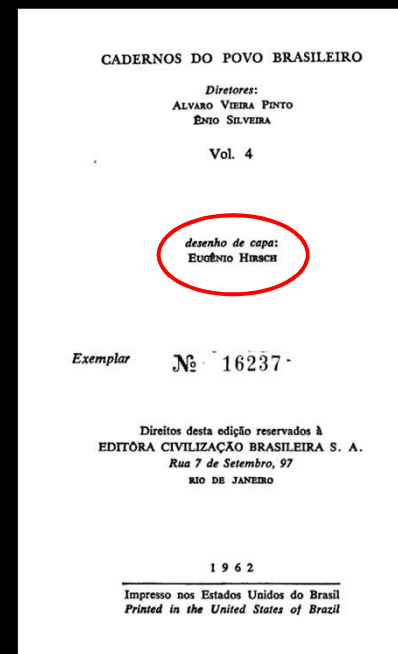 CADERNOS DO POVO BRASILEIRO
Diretores:
ALVARO VIEIRA PINTO
ÊNIO SILVEIRA
Vol. 4
desenho de capa:
EUGÊNIO HIRSCH
Exemplar № 16237
Direitos desta edição reservados à
EDITÔRA CIVILIZAÇÃO BRASILEIRA S. A.
Rua 7 de Setembro, 97
RIO DE JANEIRO
1962
Impresso nos Estados Unidos do Brasil
Printed in the United States of Brazil